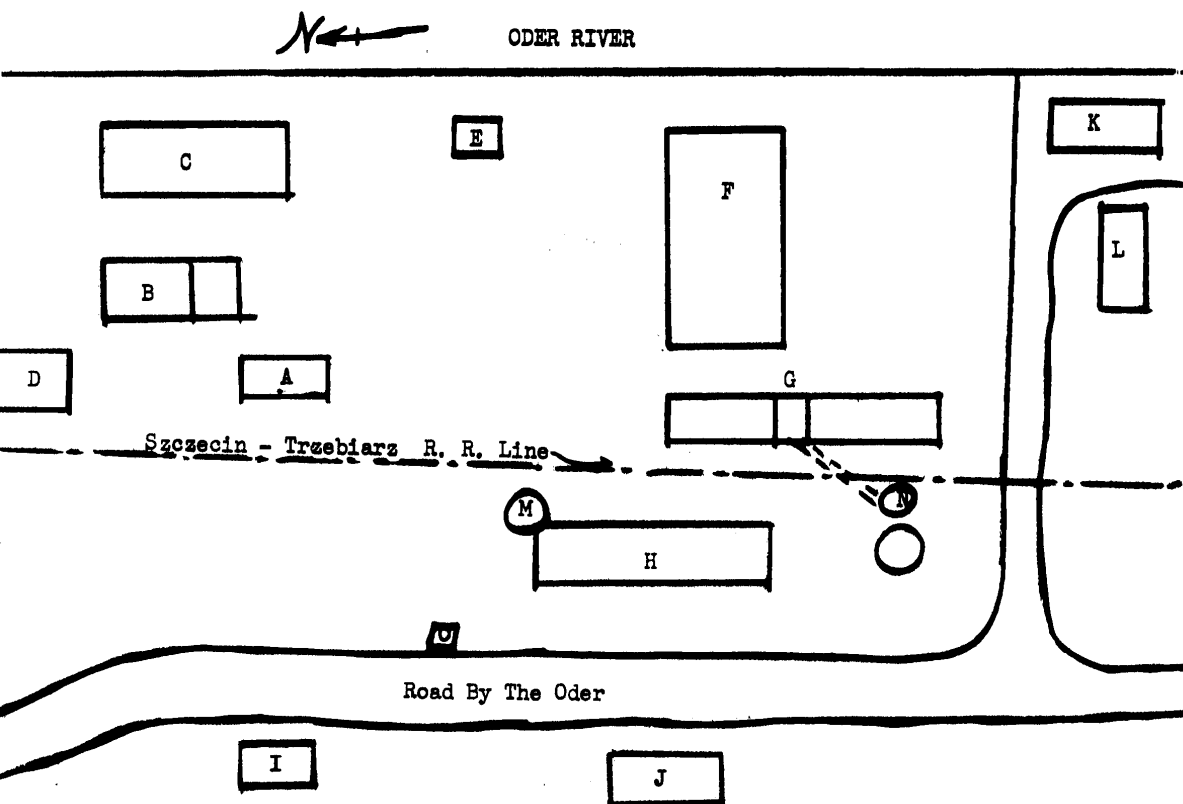 N
ODER RIVER
K
C
E
F
L
B
D
A
G
Szczecin - Trzebiarz R. R. Line
N
M
H
O
Road By The Oder
I
J